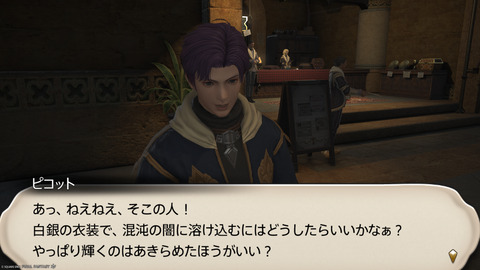 ピコット
あっ、ねえねえ、そこの人！
白銀の衣装で、混沌の闇に溶け込むにはどうしたらいいかなぁ？
やっぱり輝くのはあきらめたほうがいい？